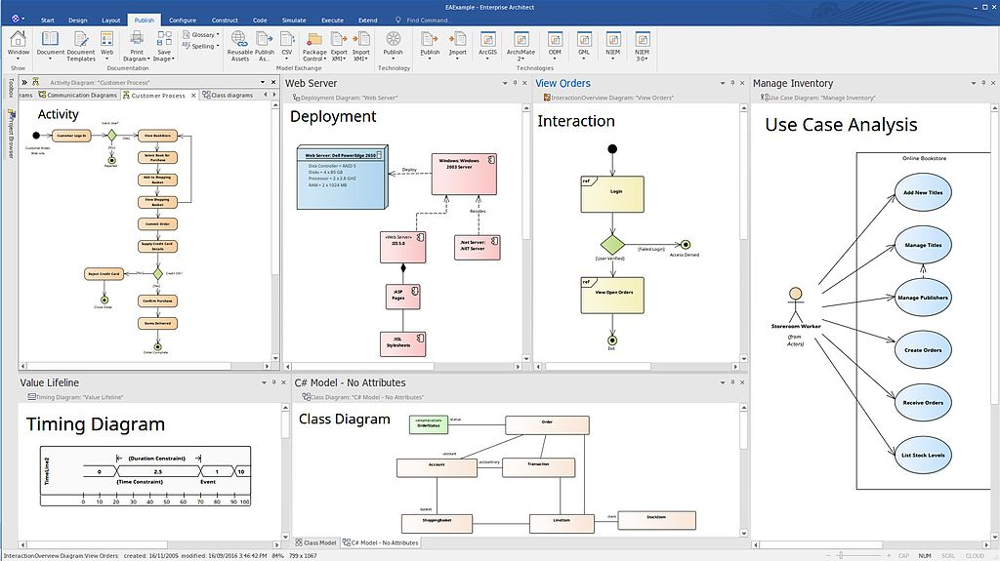 EAExample - Enterprise Architect
Start Design Layout Publish Configure Construct Code Simulate Execute Extend Find Command...
Window Document Document Templates Web Print Diagram Save Image Glossary Spelling Reusable Assets Publish As... CSV Package Control Export XMI Import XMI Publish Publish Import ArcGIS ArchiMate 2 ODM GML NIEM NIEM 3.0
Show Documentation Model Exchange Technology Technologies
Toolbox
Project Browser
Activity Diagram: "Customer Process"
rams Communication Diagrams Customer Process Class diagrams
Activity
Customer Logs In
Valid User?
[Yes]
[No]
Rejected
View BookStore
Select Book for Purchase
Add to Shopping Basket
View Shopping Basket
Commit Order
Supply Credit Card Details
Reject Credit Card
Credit OK?
[No]
[Yes]
Close Order
Confirm Purchase
Items Delivered
Order Complete
Web Server
Deployment Diagram: "Web Server"
Deployment
Web Server: Dell PowerEdge 2650
Disk Controller = RAID 5
Disks = 4 x 80 GB
Processor = 2 x 2.8 GHZ
RAM = 2 x 1024 MB
Deploy
Windows: Windows
2003 Server
Resides
«Web Server»
:IIS 5.0
.Net Server:
.NET Server
:ASP
Pages
:XSL
Stylesheets
View Orders
InteractionOverview Diagram: "View Orders"
Interaction
ref
Login
[User Verified]
[Failed Login]
Access Denied
ref
View Open Orders
Exit
Manage Inventory
Use Case Diagram: "Manage Inventory"
Use Case Analysis
Online Bookstore
Add New Titles
Manage Titles
Manage Publishers
Create Orders
Receive Orders
List Stock Levels
Storeroom Worker
(from
Actors)
Value Lifeline
Timing Diagram: "Value Lifeline"
Timing Diagram
TimeLine2
{Duration Constraint}
0 2.5 1 10
{Time Constraint} Event
0 10 20 30 40 50 60 70 80 90 100
C# Model - No Attributes
Class Diagram: "C# Model - No Attributes"
Class Diagram
«enumeration»
OrderStatus
-status
Order
-account
Account
-accountory
Transaction
-basket
ShoppingBasket
LineItem
-item
StockItem
Class Model C# Model - No Attributes
InteractionOverview Diagram:View Orders: created: 16/11/2005 modified: 16/09/2016 3:46:42 PM 84% 799 x 1067 CAP NUM SCRL CLOUD